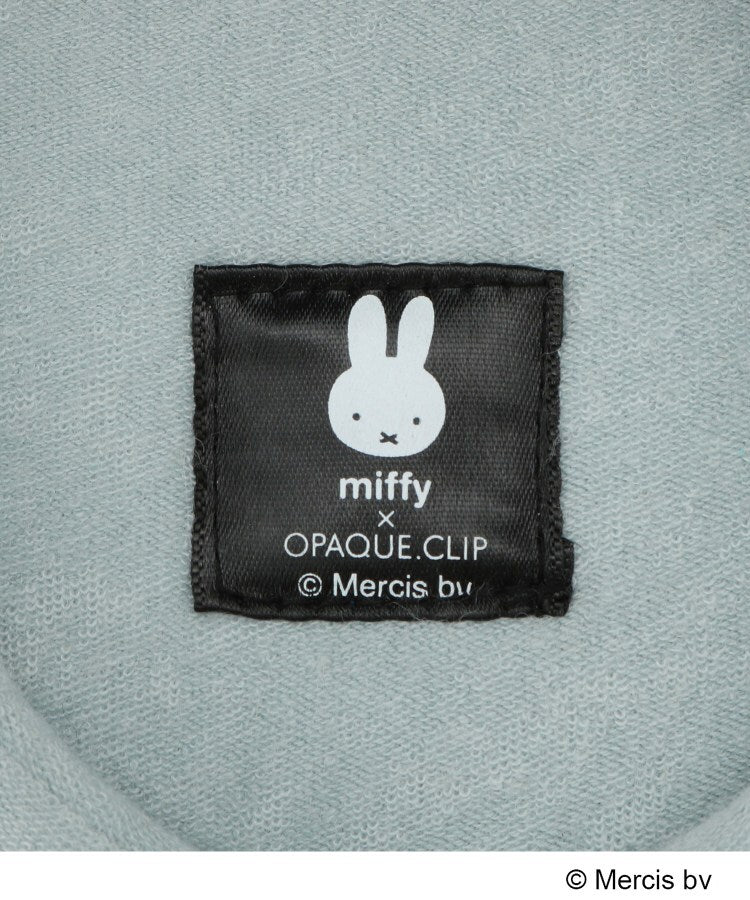 miffy
×
OPAQUE.CLIP
© Mercis bv
© Mercis bv